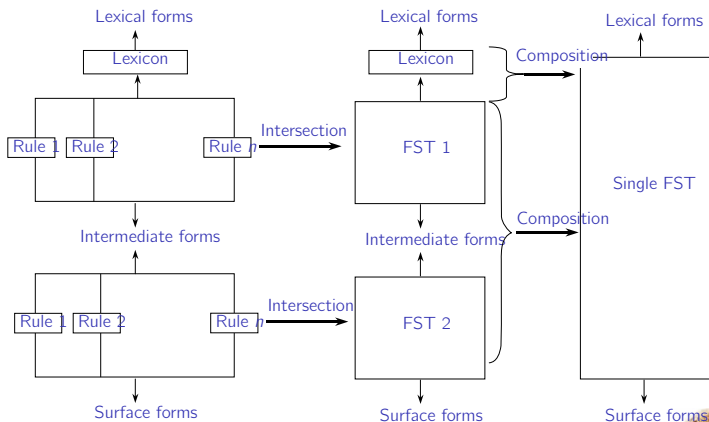 Lexical forms
Lexicon
Rule 1
Rule 2
Rule n
Intersection
Intermediate forms
Rule 1
Rule 2
Rule n
Intersection
Surface forms
Lexical forms
Lexicon
Composition
FST 1
Intermediate forms
Composition
FST 2
Surface forms
Lexical forms
Single FST
Surface forms